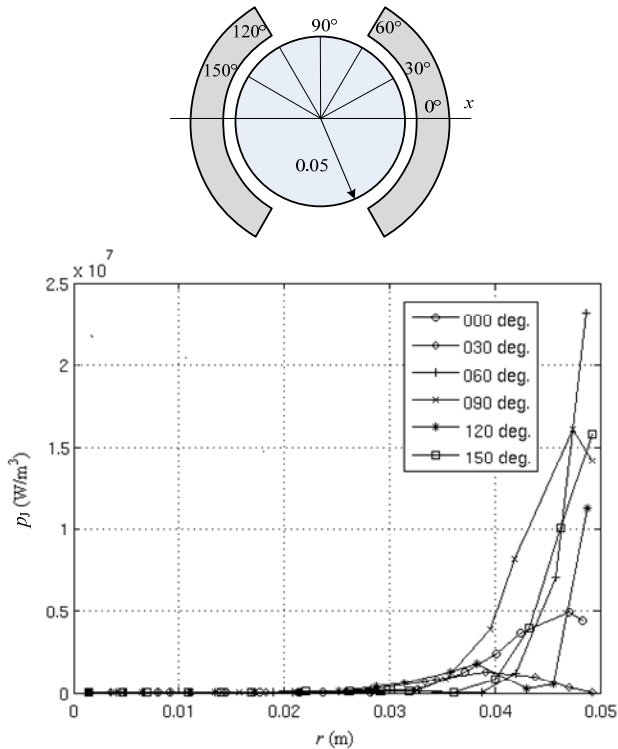 90°
120°
60°
150°
30°
0°
x
0.05
x 10^7
2.5
2
1.5
1
0.5
0
pJ (W/m³)
000 deg.
030 deg.
060 deg.
090 deg.
120 deg.
150 deg.
0
0.01
0.02
0.03
0.04
0.05
r (m)